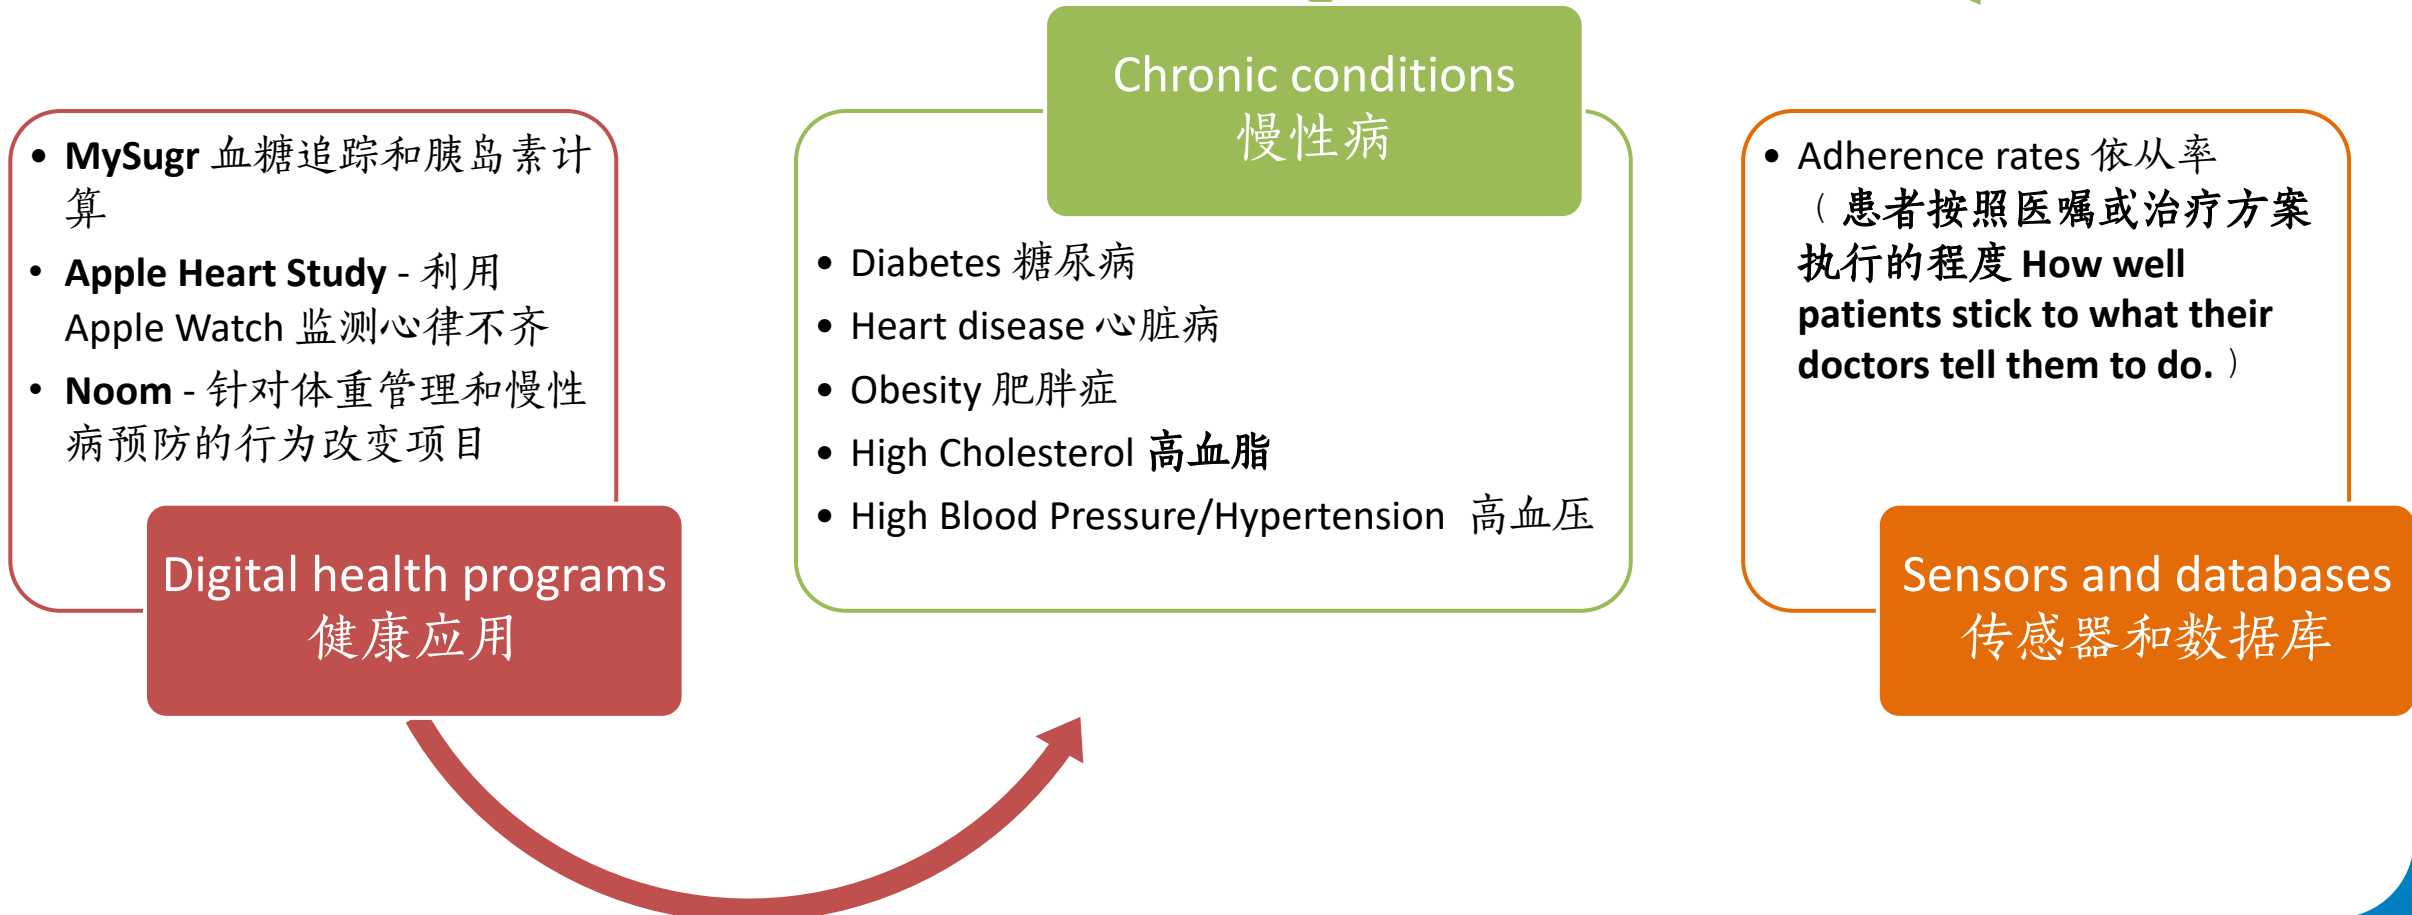 • MySugr 血糖追踪和胰岛素计
算
• Apple Heart Study - 利用
Apple Watch 监测心律不齐
• Noom - 针对体重管理和慢性
病预防的行为改变项目
Digital health programs
健康应用
Chronic conditions
慢性病
• Diabetes 糖尿病
• Heart disease 心脏病
• Obesity 肥胖症
• High Cholesterol 高血脂
• High Blood Pressure/Hypertension 高血压
• Adherence rates 依从率
（患者按照医嘱或治疗方案
执行的程度 How well
patients stick to what their
doctors tell them to do.）
Sensors and databases
传感器和数据库